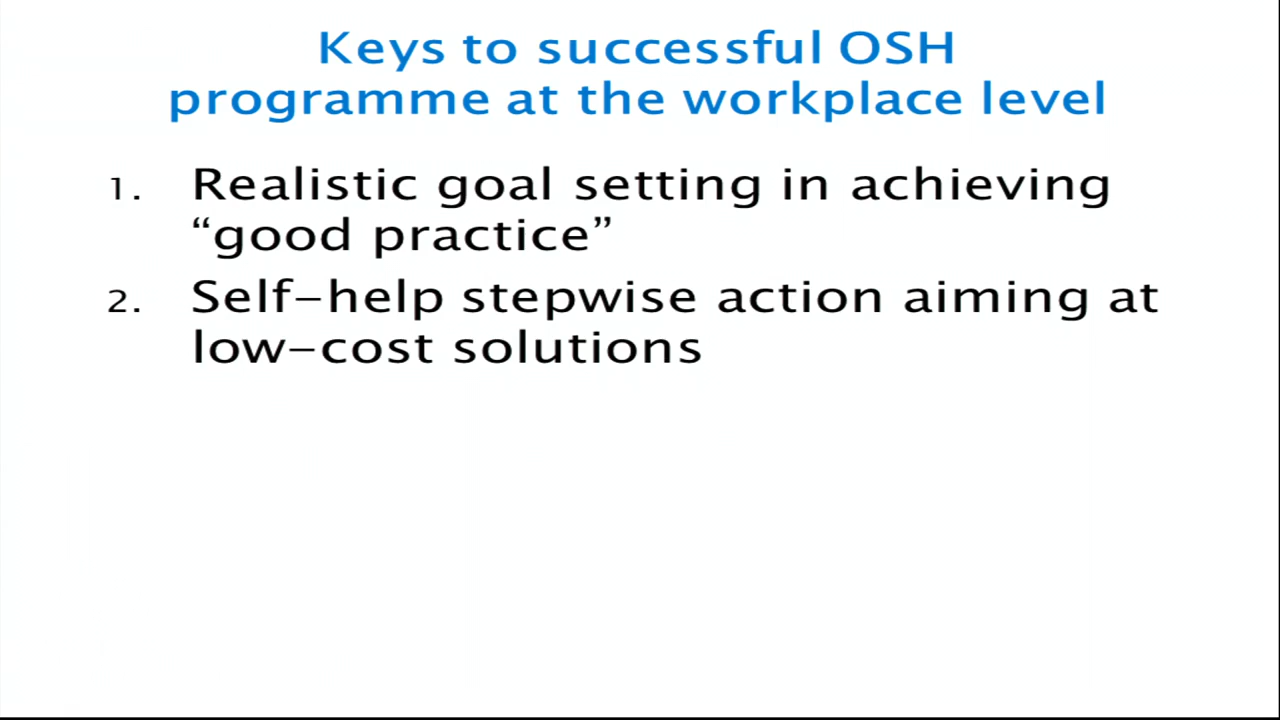 Keys to successful OSH
programme at the workplace level
1. Realistic goal setting in achieving
“good practice”
2. Self-help stepwise action aiming at
low-cost solutions